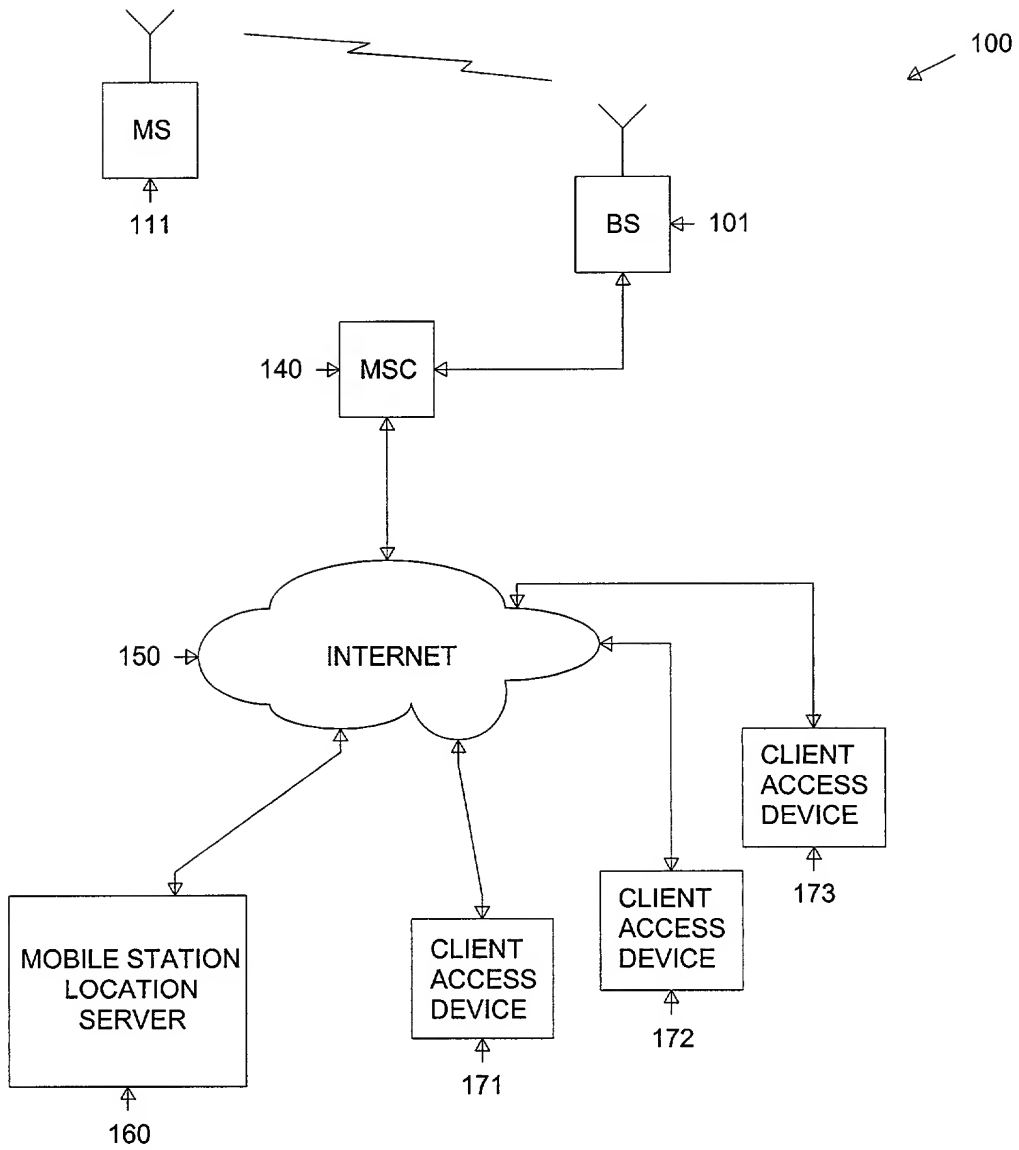 100
MS
111
BS
101
140
MSC
150
INTERNET
CLIENT
ACCESS
DEVICE
173
CLIENT
ACCESS
DEVICE
172
CLIENT
ACCESS
DEVICE
171
MOBILE STATION
LOCATION
SERVER
160